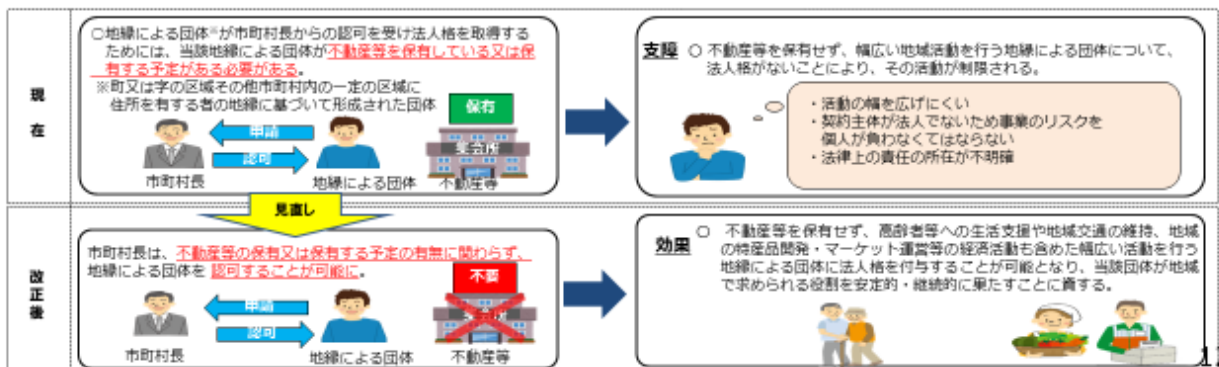 現在
○地縁による団体※が市町村長からの認可を受け法人格を取得する
ためには、当該地縁による団体が不動産等を保有している又は保
有する予定がある必要がある。
※町又は字の区域その他市町村内の一定の区域に
住所を有する者の地縁に基づいて形成された団体
保有
申請
認可
集会所
市町村長
地縁による団体
不動産等
支障 ○ 不動産等を保有せず、幅広い地域活動を行う地縁による団体について、
法人格がないことにより、その活動が制限される。
・活動の幅を広げにくい
・契約主体が法人でないため事業のリスクを
個人が負わなくてはならない
・法律上の責任の所在が不明確
見直し
改正後
市町村長は、不動産等の保有又は保有する予定の有無に関わらず、
地縁による団体を認可することが可能に。
不要
申請
認可
市町村長
地縁による団体
不動産等
効果 ○ 不動産等を保有せず、高齢者等への生活支援や地域交通の維持、地域
の特産品開発・マーケット運営等の経済活動も含めた幅広い活動を行う
地縁による団体に法人格を付与することが可能となり、当該団体が地域
で求められる役割を安定的・継続的に果たすことに資する。